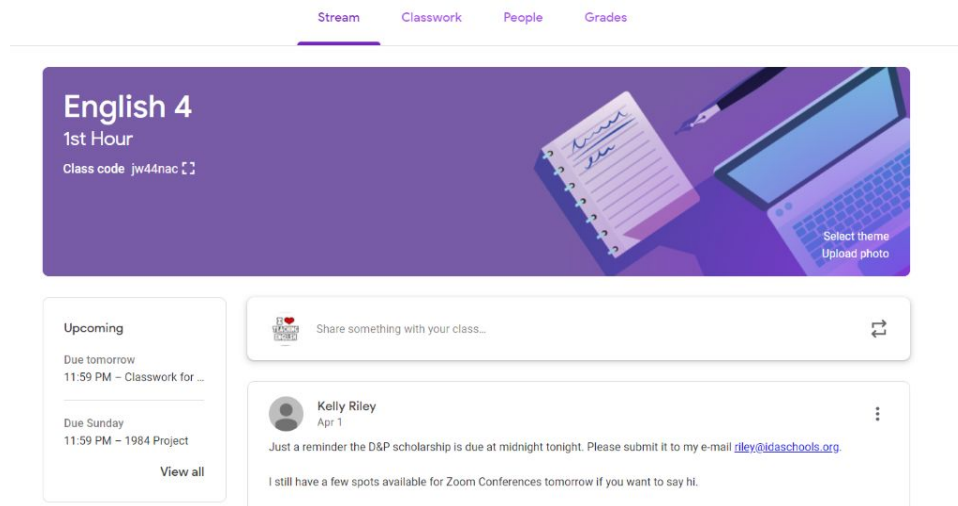 Stream Classwork People Grades
English 4
1st Hour
Class code jw44nac
Select theme
Upload photo
Upcoming
Due tomorrow
11:59 PM – Classwork for ...
Due Sunday
11:59 PM – 1984 Project
View all
I
TEACHING
ENGLISH
Share something with your class...
Kelly Riley
Apr 1
Just a reminder the D&P scholarship is due at midnight tonight. Please submit it to my e-mail riley@idaschools.org.
I still have a few spots available for Zoom Conferences tomorrow if you want to say hi.